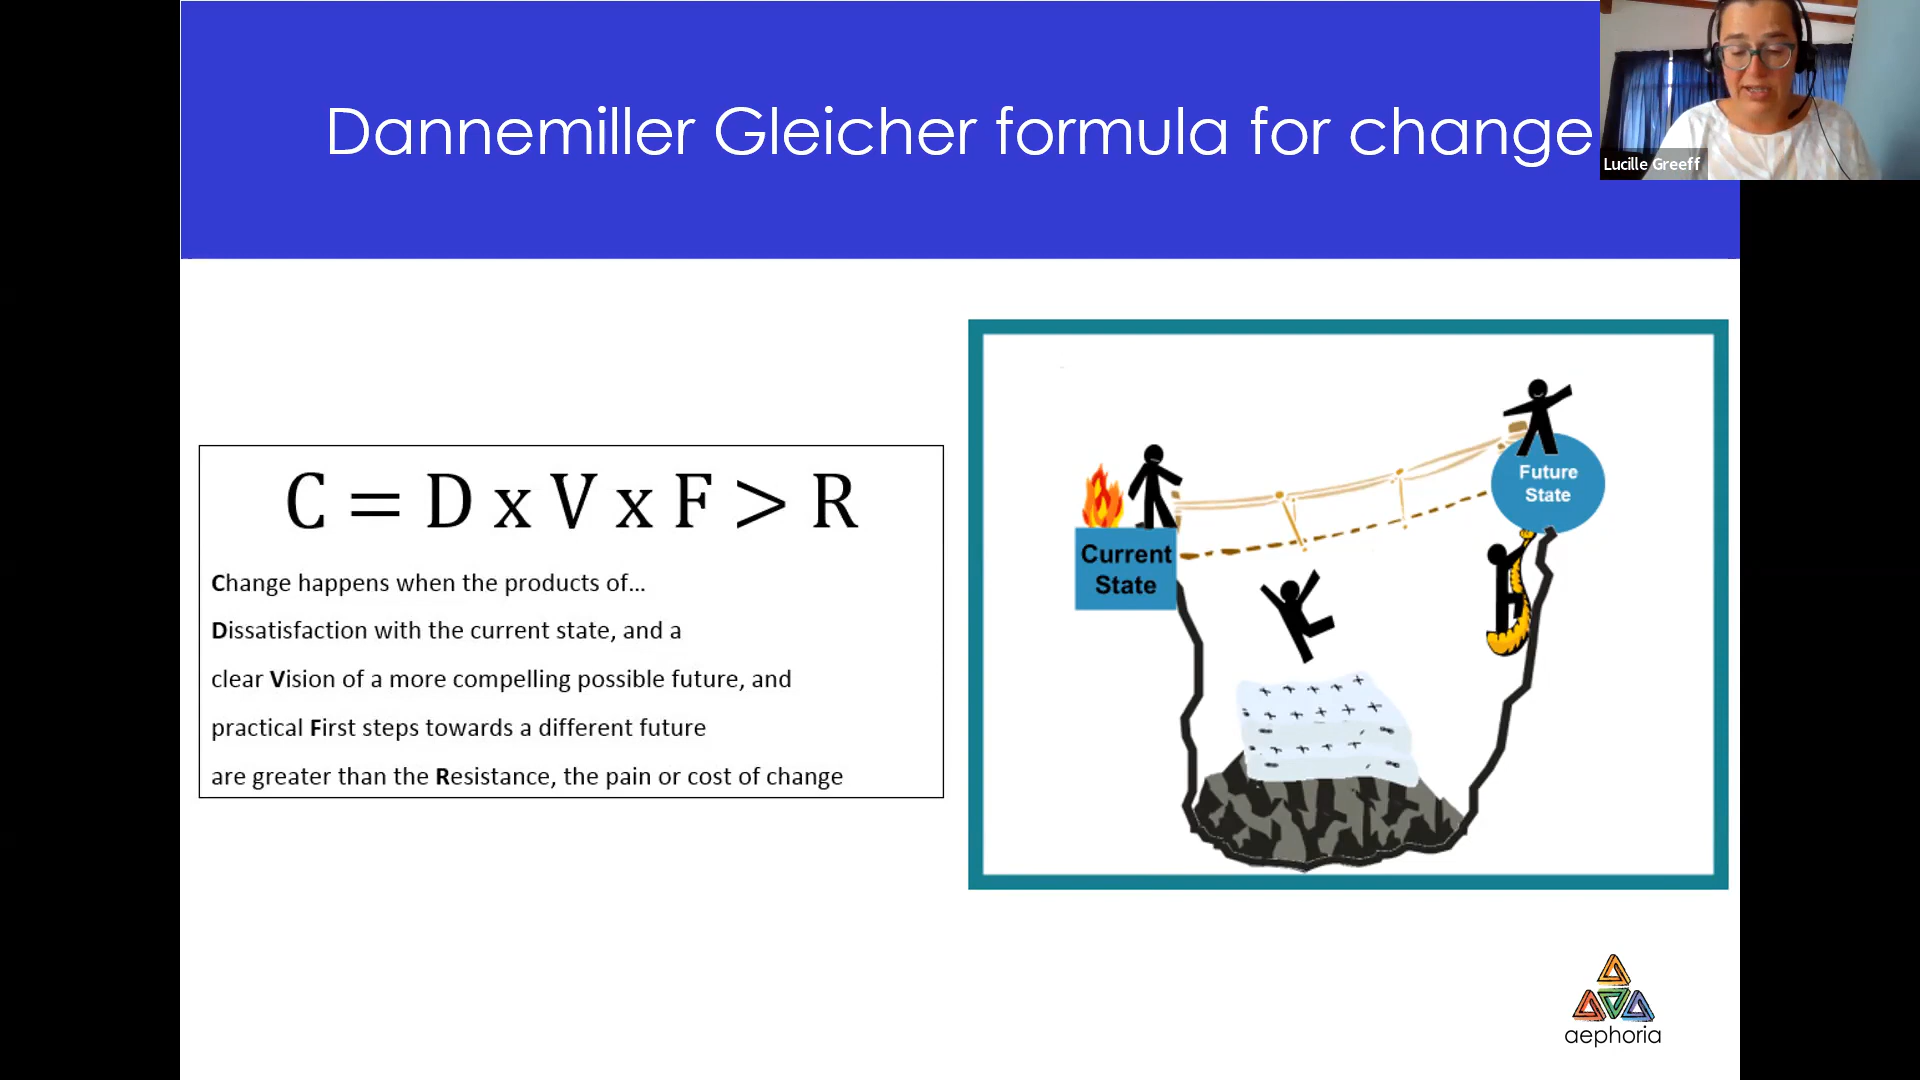 Dannemiller Gleicher formula for change
Lucille Greeff
C = D x V x F > R
Change happens when the products of...
Dissatisfaction with the current state, and a
clear Vision of a more compelling possible future, and
practical First steps towards a different future
are greater than the Resistance, the pain or cost of change
Current
State
Future
State
aephoria